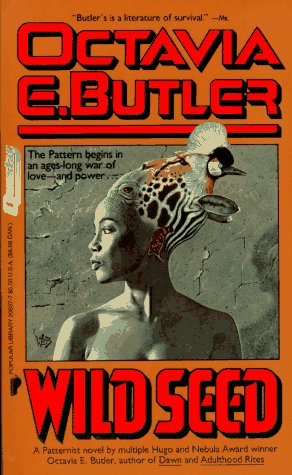 "Butler's is a literature of survival." —Ms.
OCTAVIA
E. BUTLER
The Pattern begins in
an ages-long war of
love—and power....
Questar
WILD SEED
A Patternist novel by multiple Hugo and Nebula Award winner
Octavia E. Butler, author of Dawn and Adulthood Rites